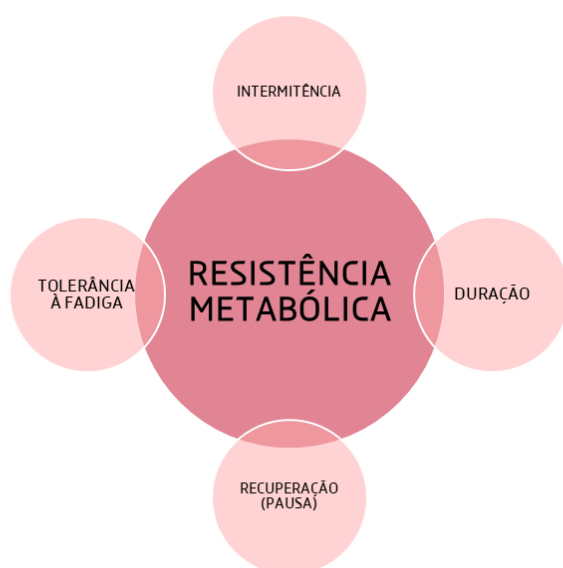 INTERMITÊNCIA
TOLERÂNCIA
À FADIGA
RESISTÊNCIA
METABÓLICA
DURAÇÃO
RECUPERAÇÃO
(PAUSA)